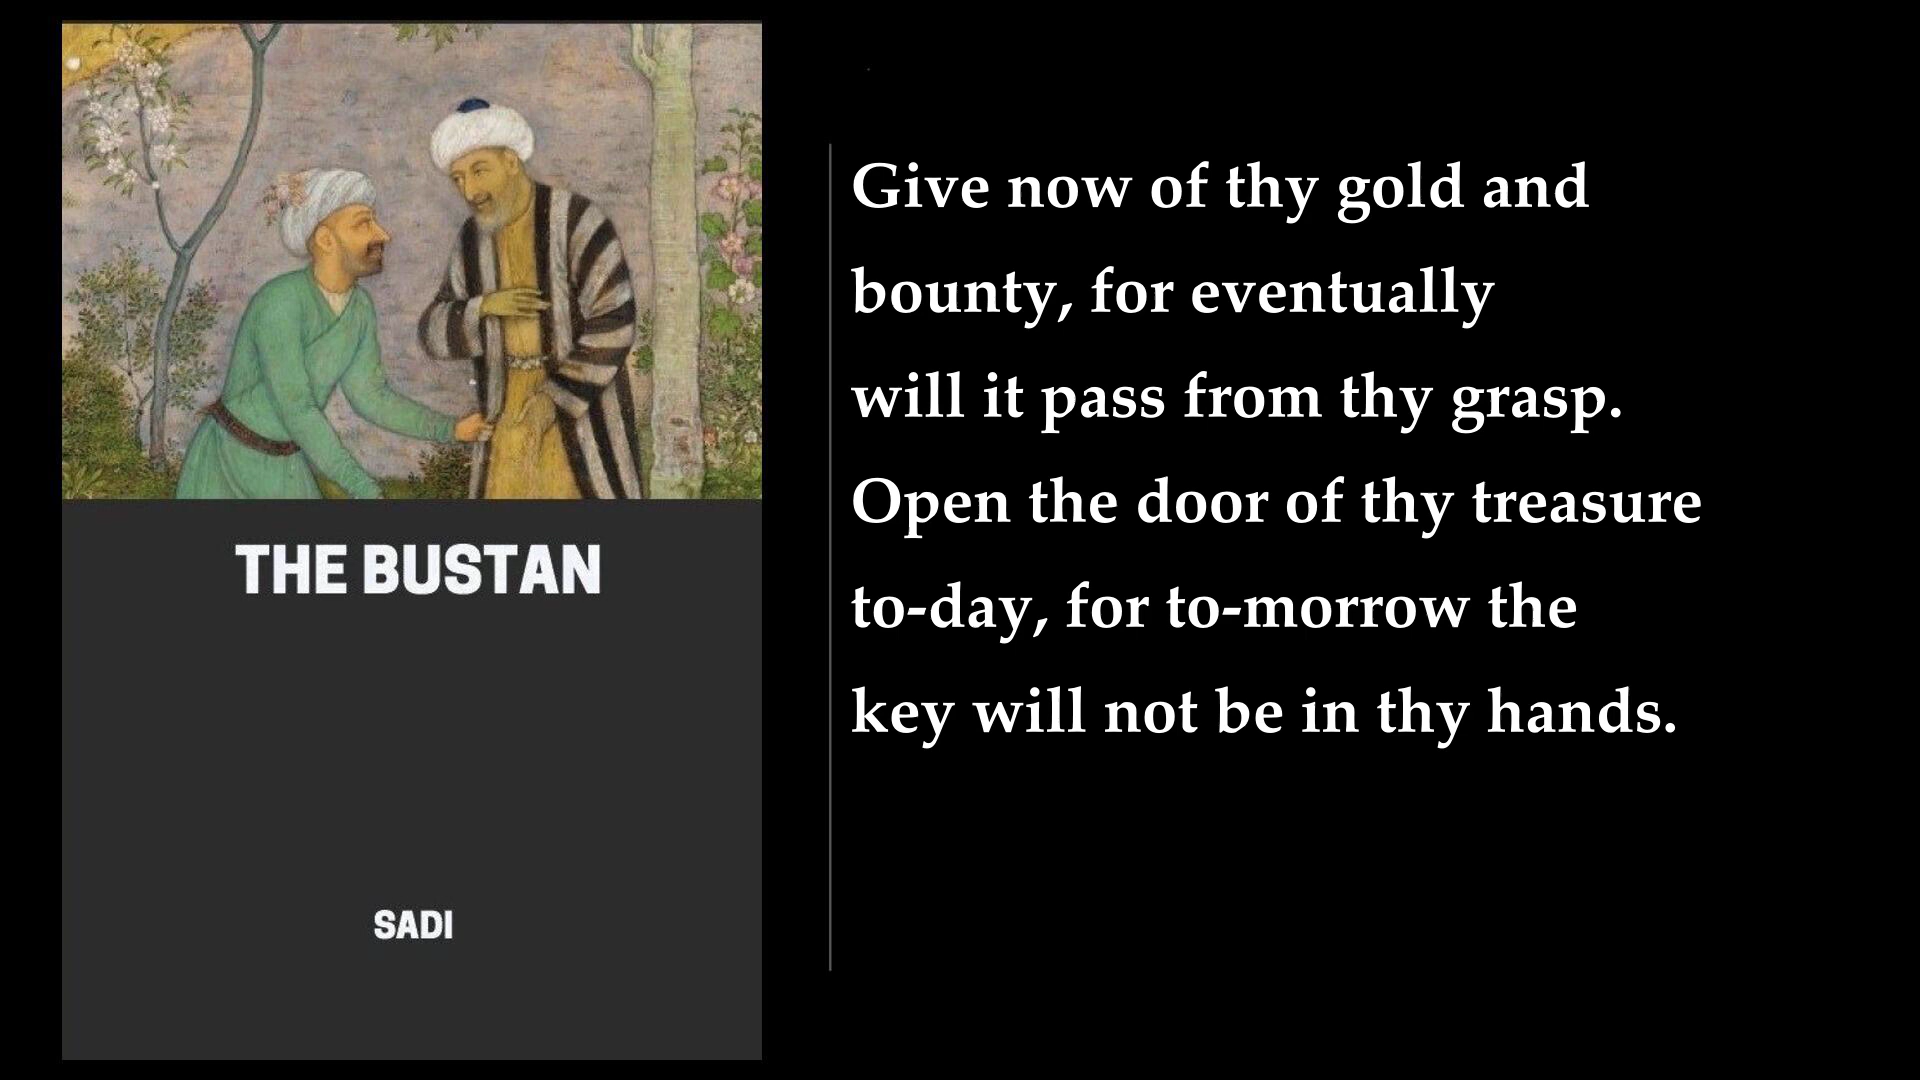 THE BUSTAN
SADI
Give now of thy gold and
bounty, for eventually
will it pass from thy grasp.
Open the door of thy treasure
to-day, for to-morrow the
key will not be in thy hands.